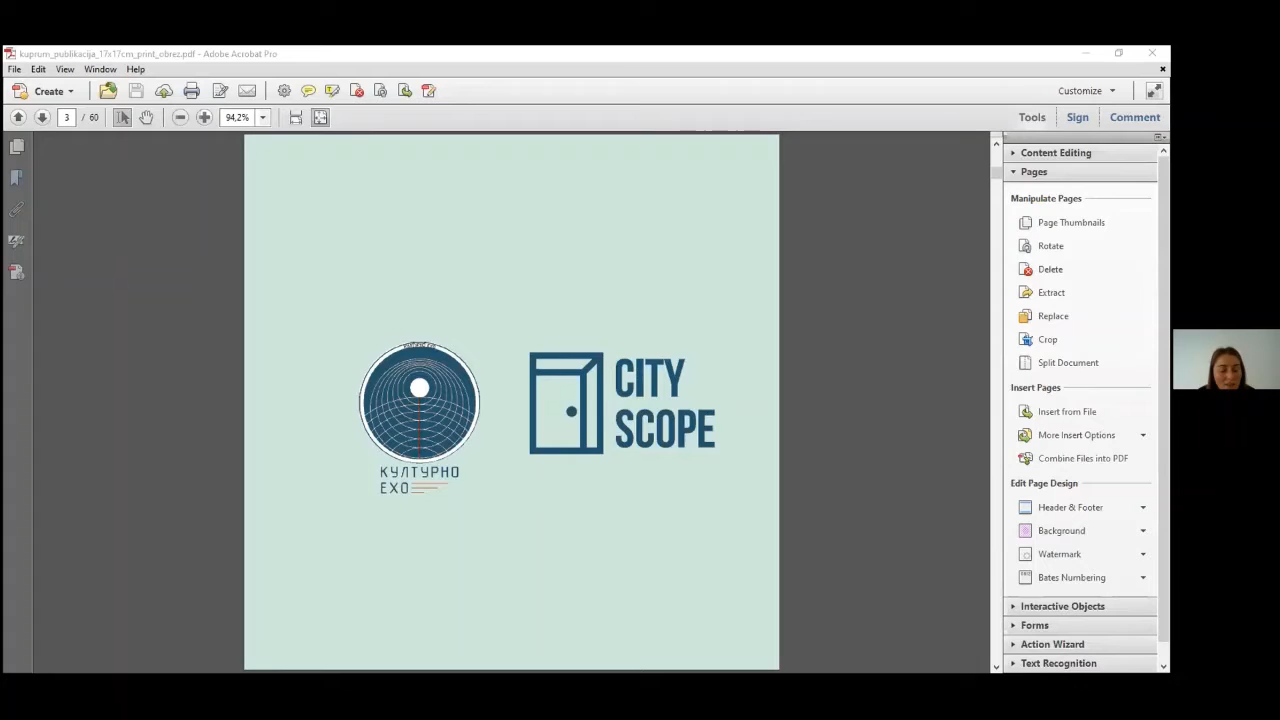 kuprum_publikacija_17x17cm_print_obrez.pdf - Adobe Acrobat Pro
File Edit View Window Help
Create Customize
3 / 60 94,2% Tools Sign Comment
Content Editing
Pages
Manipulate Pages
Page Thumbnails
Rotate
Delete
Extract
Replace
Crop
Split Document
Insert Pages
Insert from File
More Insert Options
Combine Files into PDF
Edit Page Design
Header & Footer
Background
Watermark
Bates Numbering
Interactive Objects
Forms
Action Wizard
Text Recognition
КУЛТУРНО
ЕХО
CITY
SCOPE